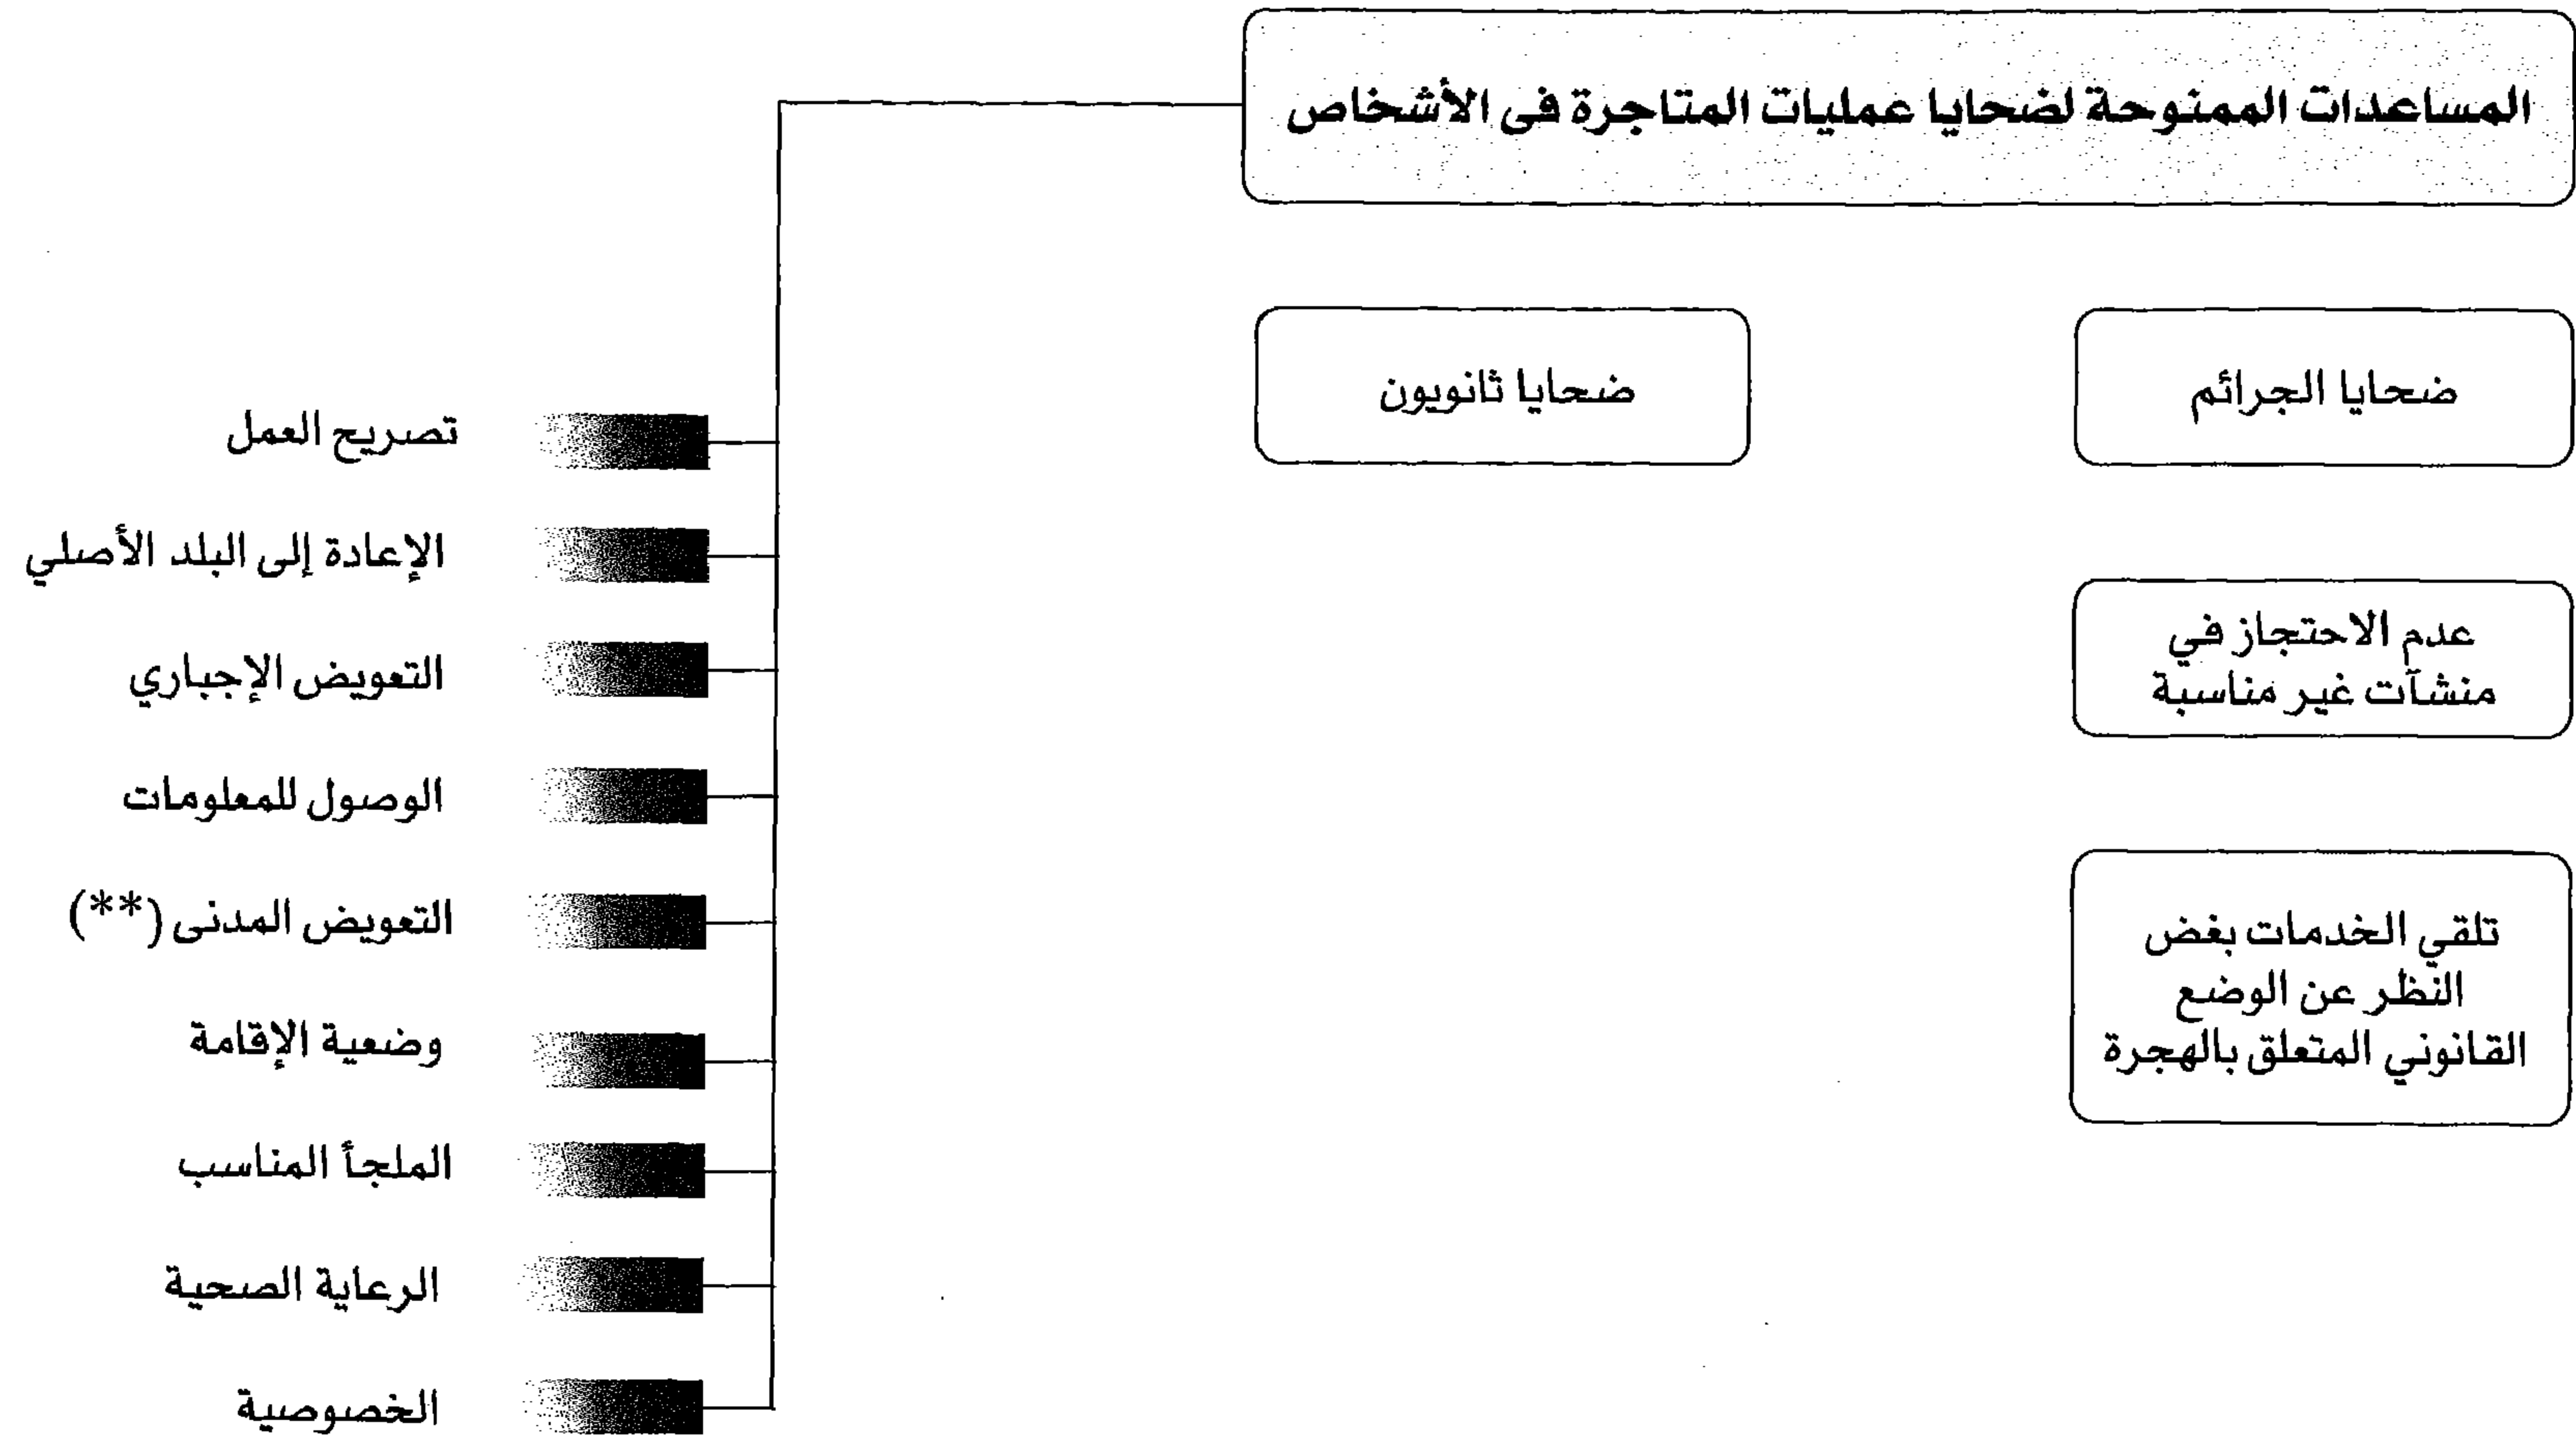 المساعدات الممنوحة لضحايا عمليات المتاجرة فى الأشخاص
ضحايا الجرائم
ضحايا ثانويون
عدم الاحتجاز في
منشآت غير مناسبة
تلقي الخدمات بغض
النظر عن الوضع
القانوني المتعلق بالهجرة
تصريح العمل
الإعادة إلى البلد الأصلي
التعويض الإجباري
الوصول للمعلومات
التعويض المدنى (**)
وضعية الإقامة
الملجأ المناسب
الرعاية الصحية
الخصوصية